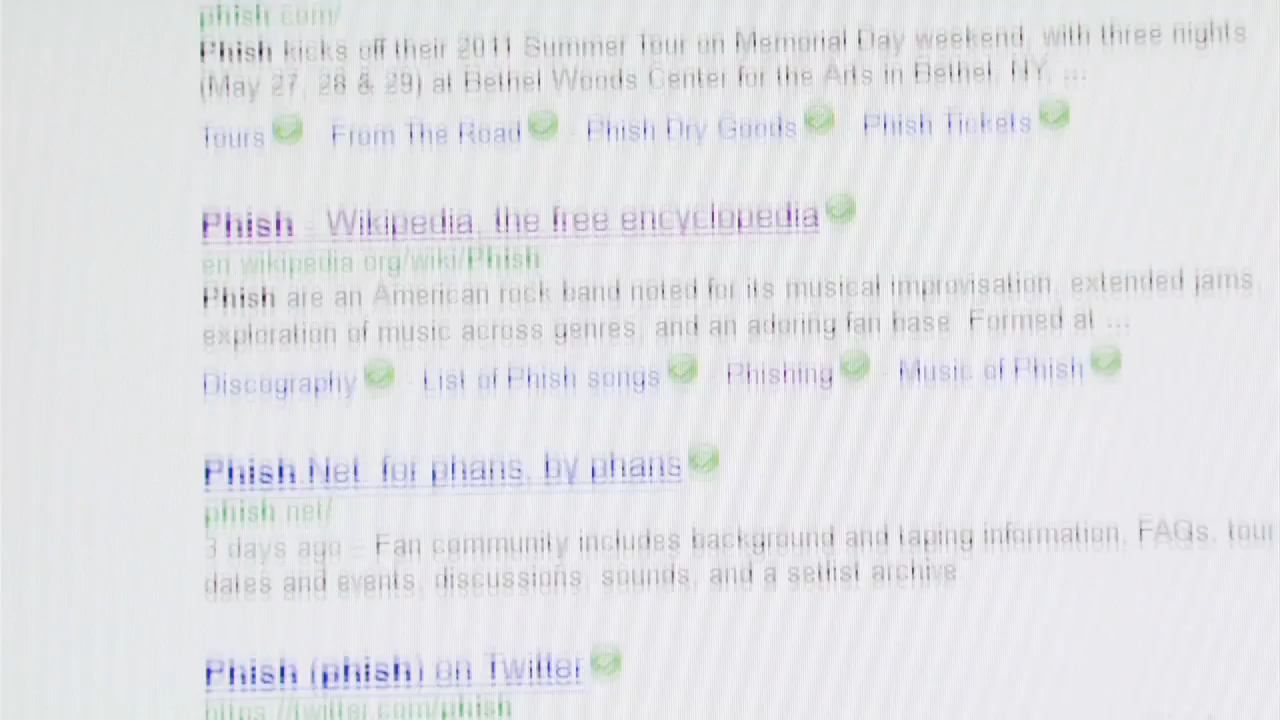 phish.com/
Phish kicks off their 2011 Summer Tour on Memorial Day weekend, with three nights
(May 27, 28 & 29) at Bethel Woods Center for the Arts in Bethel, NY, ...
Tours - From The Road - Phish Dry Goods - Phish Tickets
Phish - Wikipedia, the free encyclopedia
en.wikipedia.org/wiki/Phish
Phish are an American rock band noted for its musical improvisation, extended jams,
exploration of music across genres, and an adoring fan base. Formed at ...
Discography - List of Phish songs - Phishing - Music of Phish
Phish.Net: for phans, by phans
phish.net/
3 days ago – Fan community includes background and taping information, FAQs, tour
dates and events, discussions, sounds, and a setlist archive.
Phish (phish) on Twitter
https://twitter.com/phish